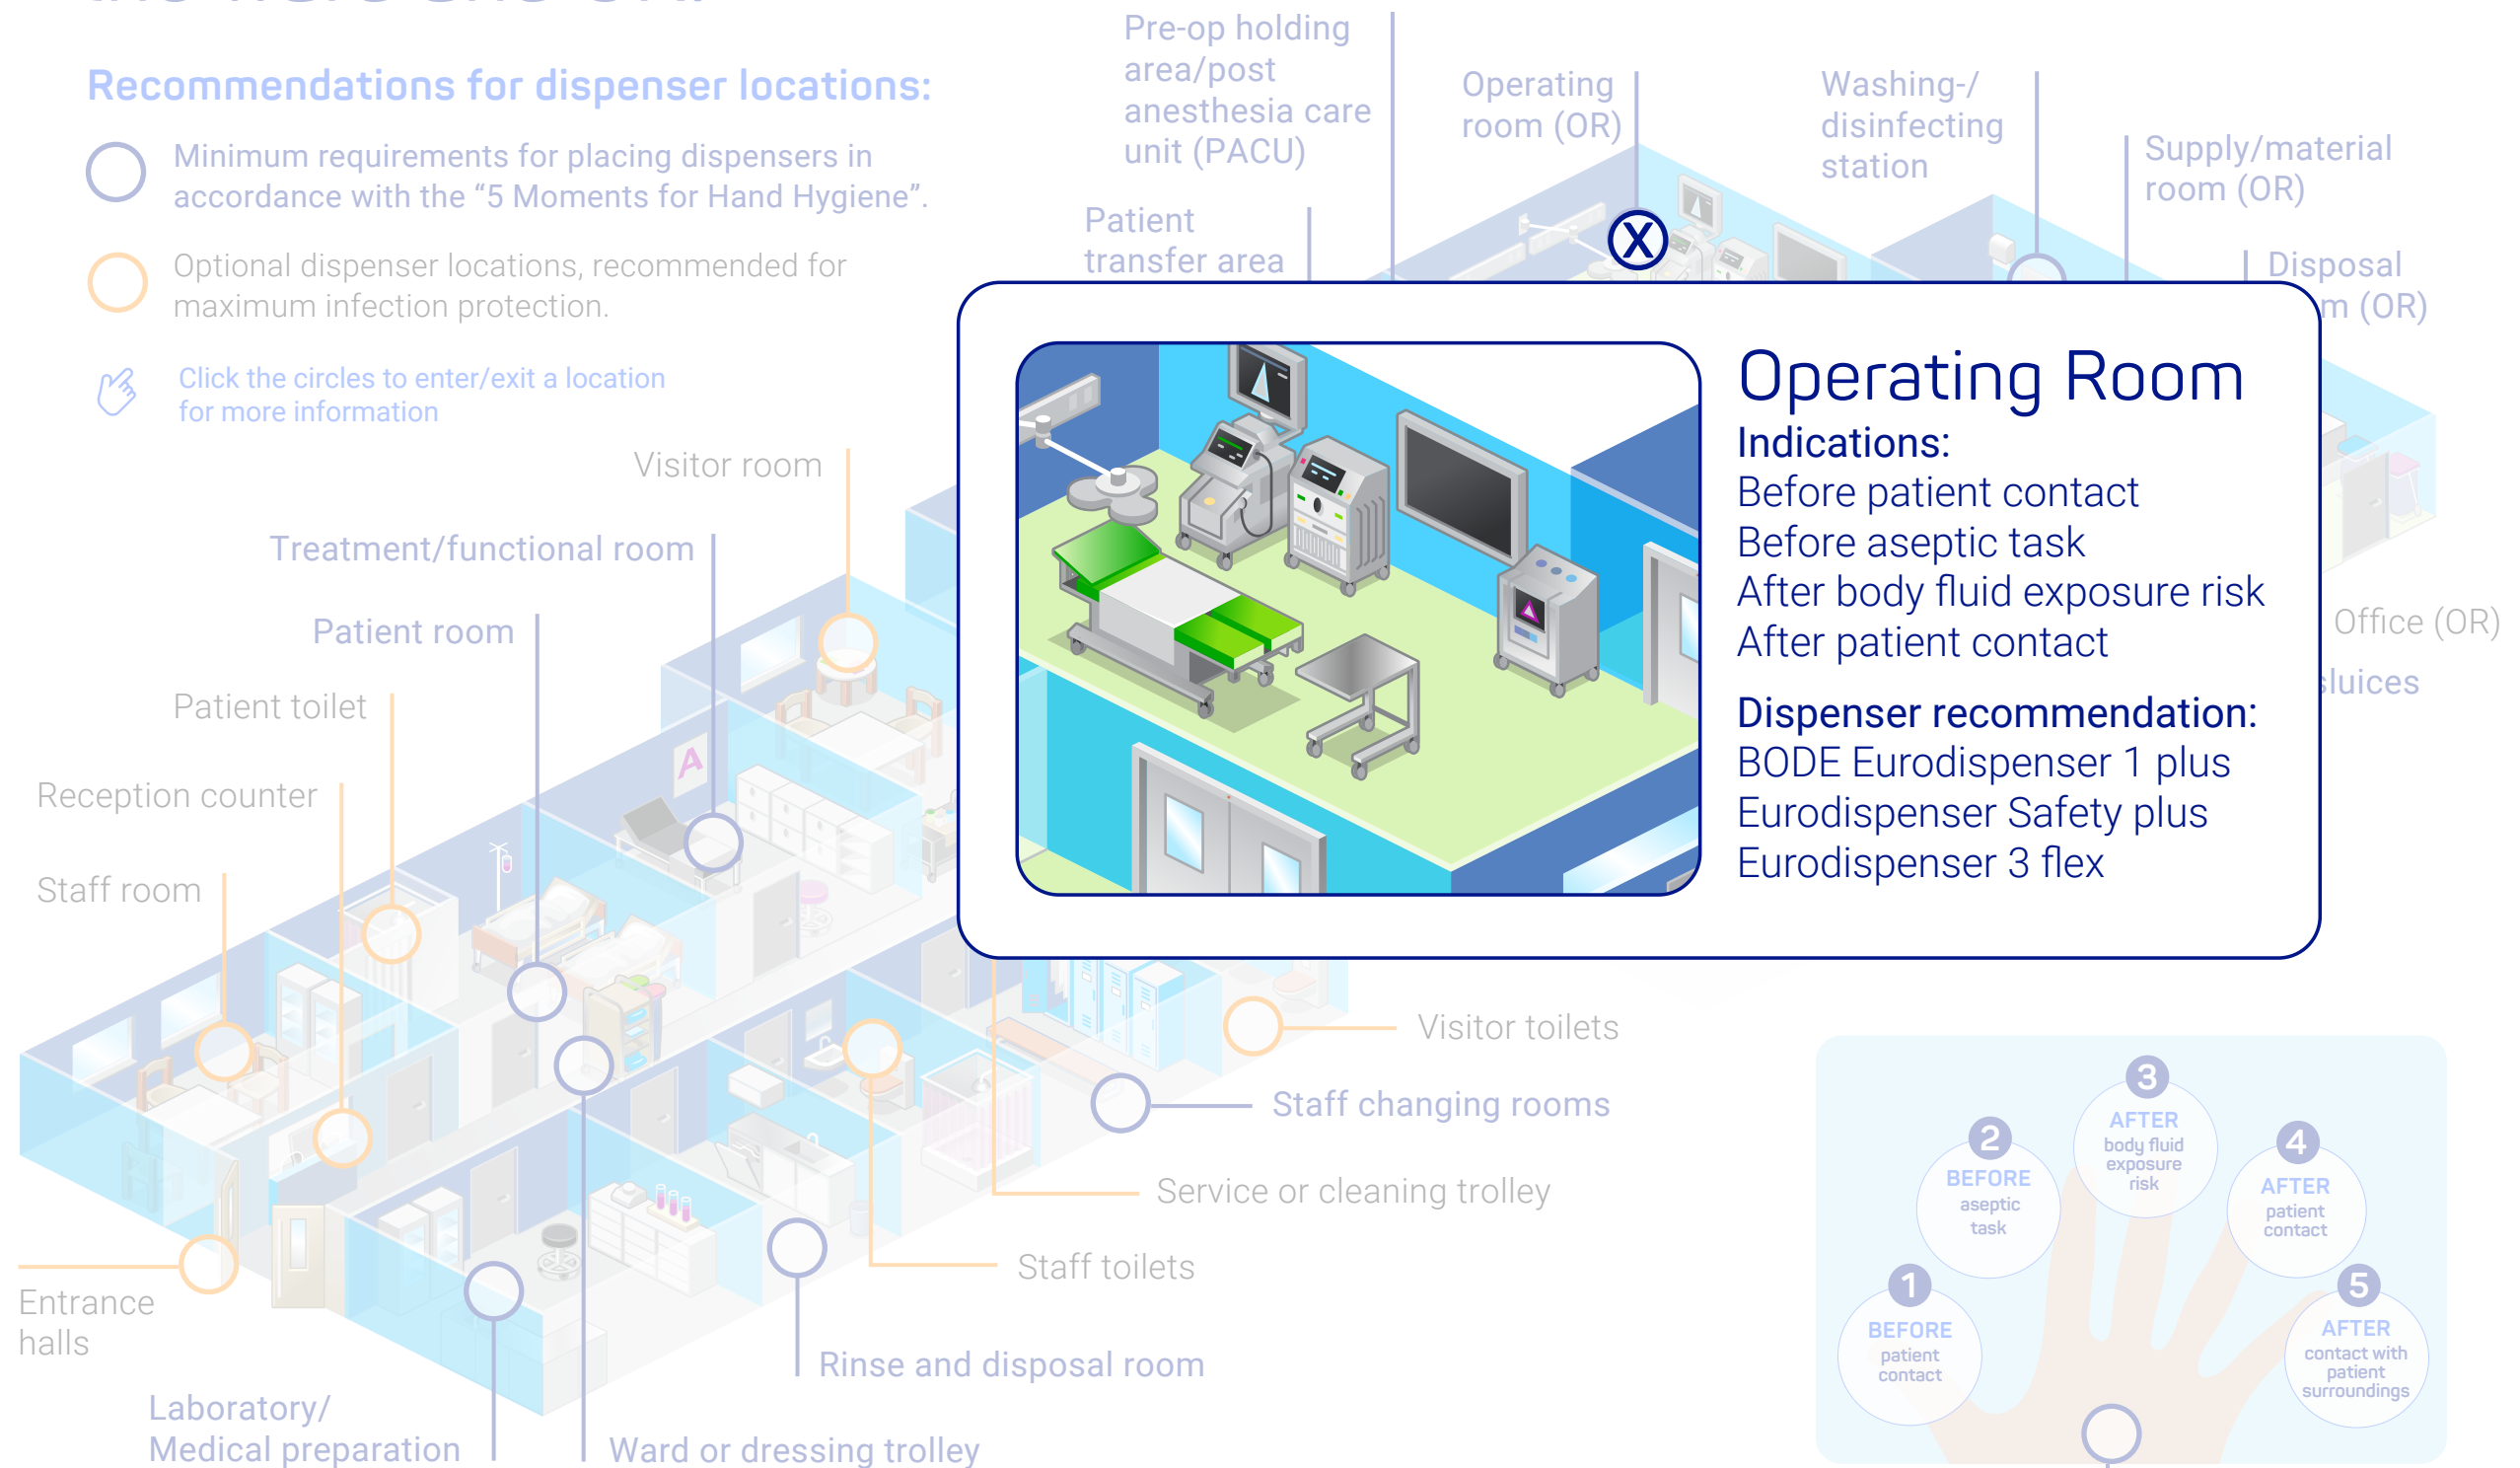 Recommendations for dispenser locations:
Minimum requirements for placing dispensers in
accordance with the “5 Moments for Hand Hygiene”.
Optional dispenser locations, recommended for
maximum infection protection.
Click the circles to enter/exit a location
for more information
Pre-op holding
area/post
anesthesia care
unit (PACU)
Operating
room (OR)
Washing-/
disinfecting
station
Supply/material
room (OR)
Patient
transfer area
Disposal
(OR)
X
Operating Room
Indications:
Before patient contact
Before aseptic task
After body fluid exposure risk
After patient contact
Dispenser recommendation:
BODE Eurodispenser 1 plus
Eurodispenser Safety plus
Eurodispenser 3 flex
Office (OR)
Visitor room
Treatment/functional room
Patient room
Patient toilet
Reception counter
Staff room
A
Visitor toilets
Staff changing rooms
Service or cleaning trolley
Staff toilets
Entrance
halls
Rinse and disposal room
Laboratory/
Medical preparation
Ward or dressing trolley
1
BEFORE
patient
contact
2
BEFORE
aseptic
task
3
AFTER
body fluid
exposure
risk
4
AFTER
patient
contact
5
AFTER
contact with
patient
surroundings